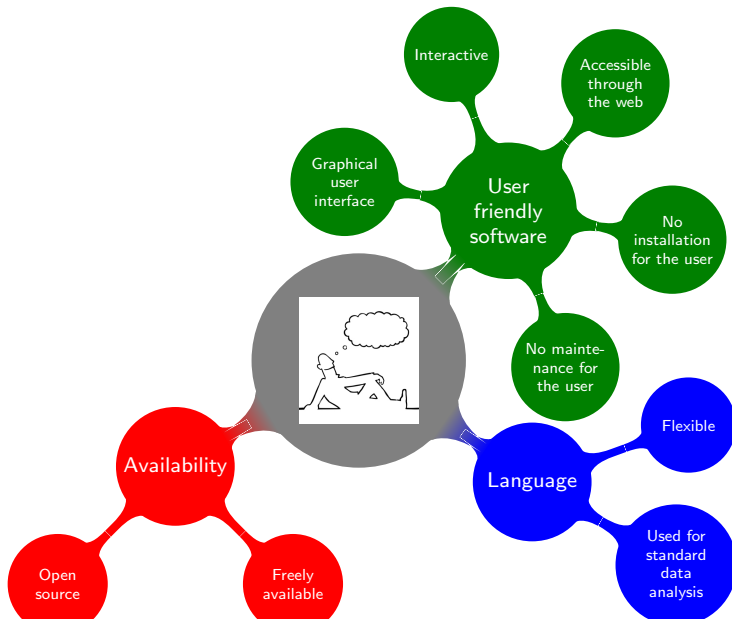 Interactive
Accessible
through
the web
Graphical
user
interface
User
friendly
software
No
installation
for the user
No mainte-
nance for
the user
Flexible
Availability
Language
Used for
standard
data
analysis
Open
source
Freely
available